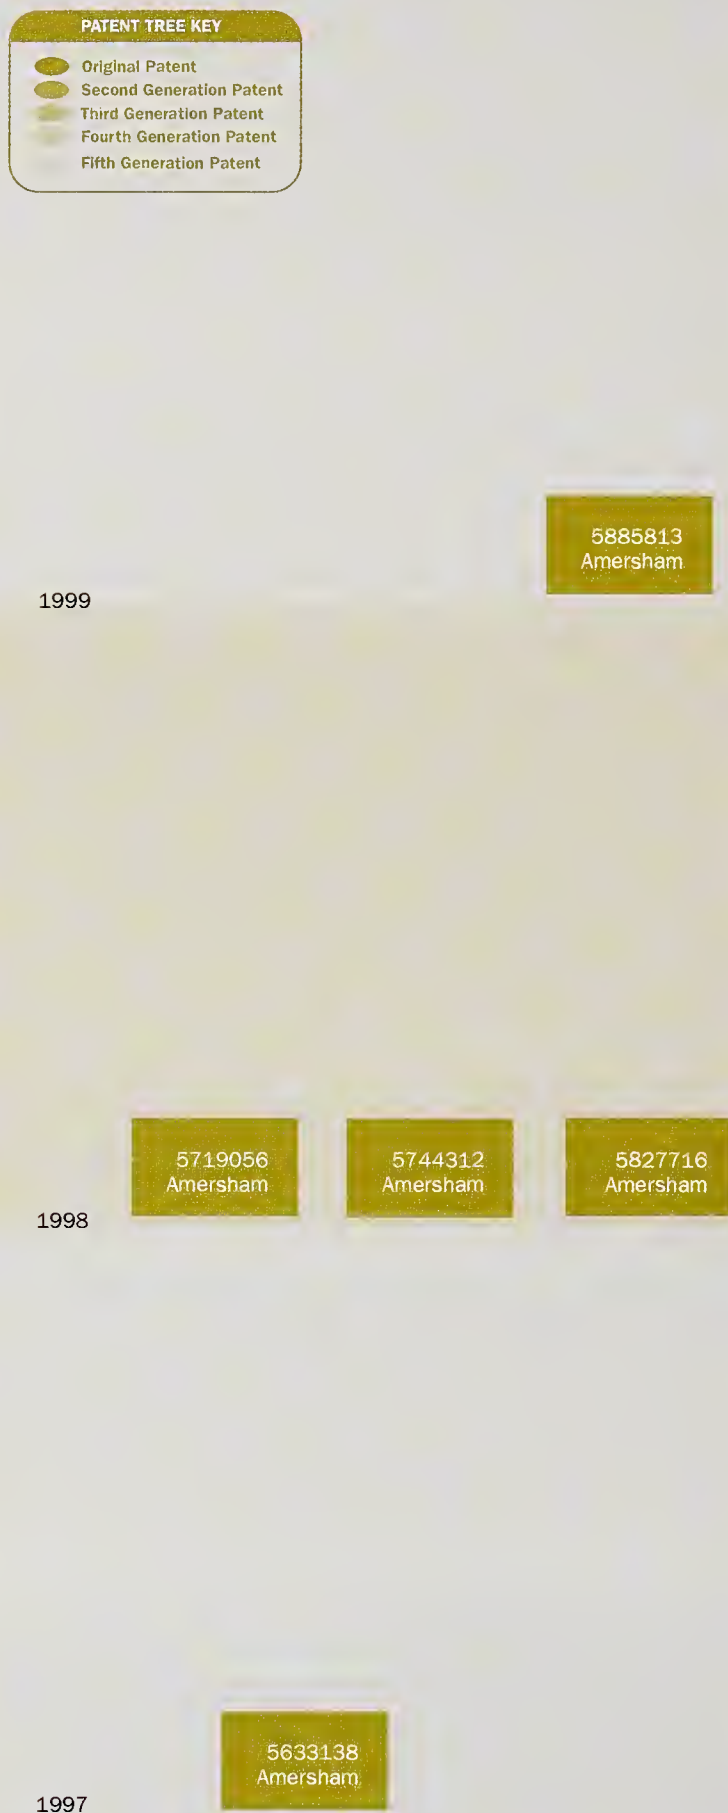 PATENT TREE KEY
Original Patent
Second Generation Patent
Third Generation Patent
Fourth Generation Patent
Fifth Generation Patent
5885813
Amersham
1999
5719056
Amersham
5744312
Amersham
5827716
Amersham
1998
5633138
Amersham
1997